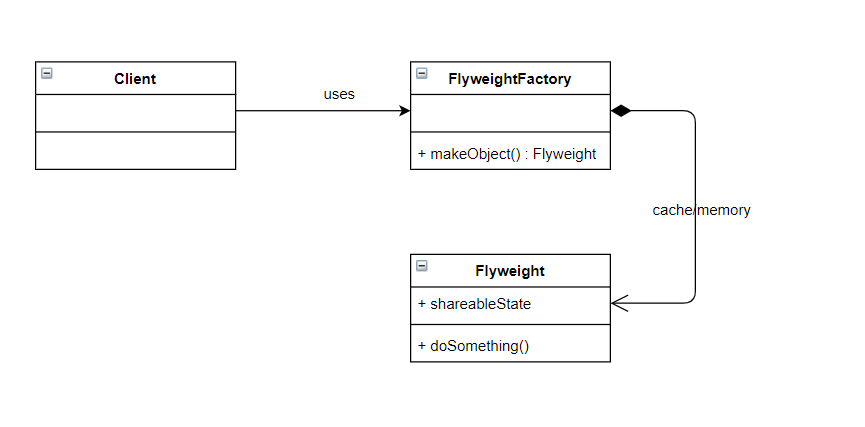 Client
uses
FlyweightFactory
+ makeObject() : Flyweight
cache/memory
Flyweight
+ shareableState
+ doSomething()